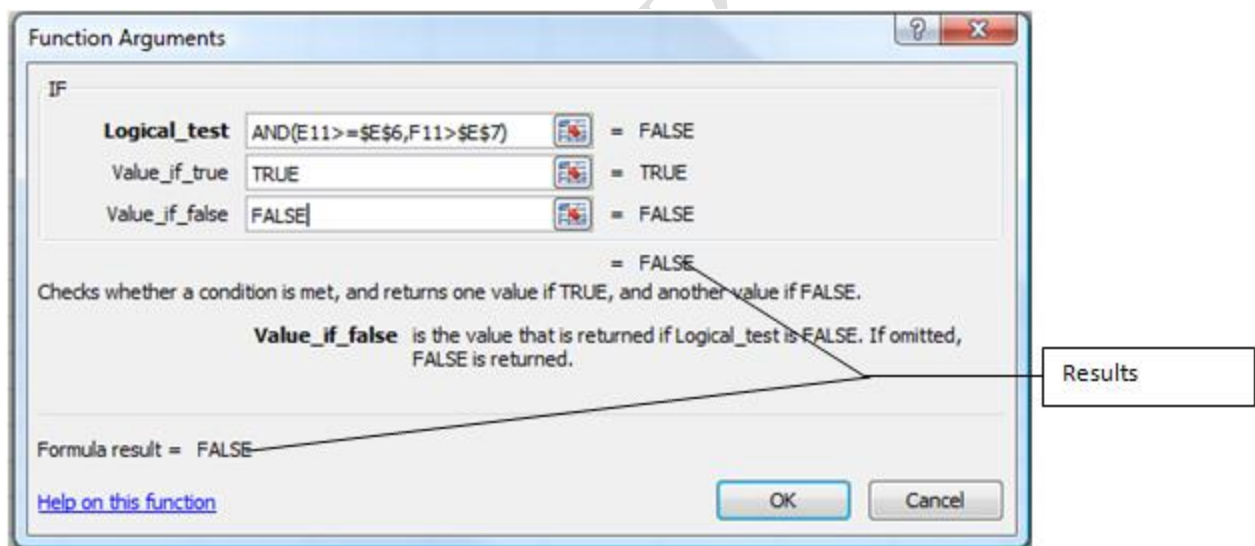 Function Arguments
IF
Logical_test AND(E11>=$E$6,F11>$E$7) = FALSE
Value_if_true TRUE = TRUE
Value_if_false FALSE = FALSE
= FALSE
Checks whether a condition is met, and returns one value if TRUE, and another value if FALSE.
Value_if_false is the value that is returned if Logical_test is FALSE. If omitted,
FALSE is returned.
Results
Formula result = FALSE
Help on this function
OK Cancel